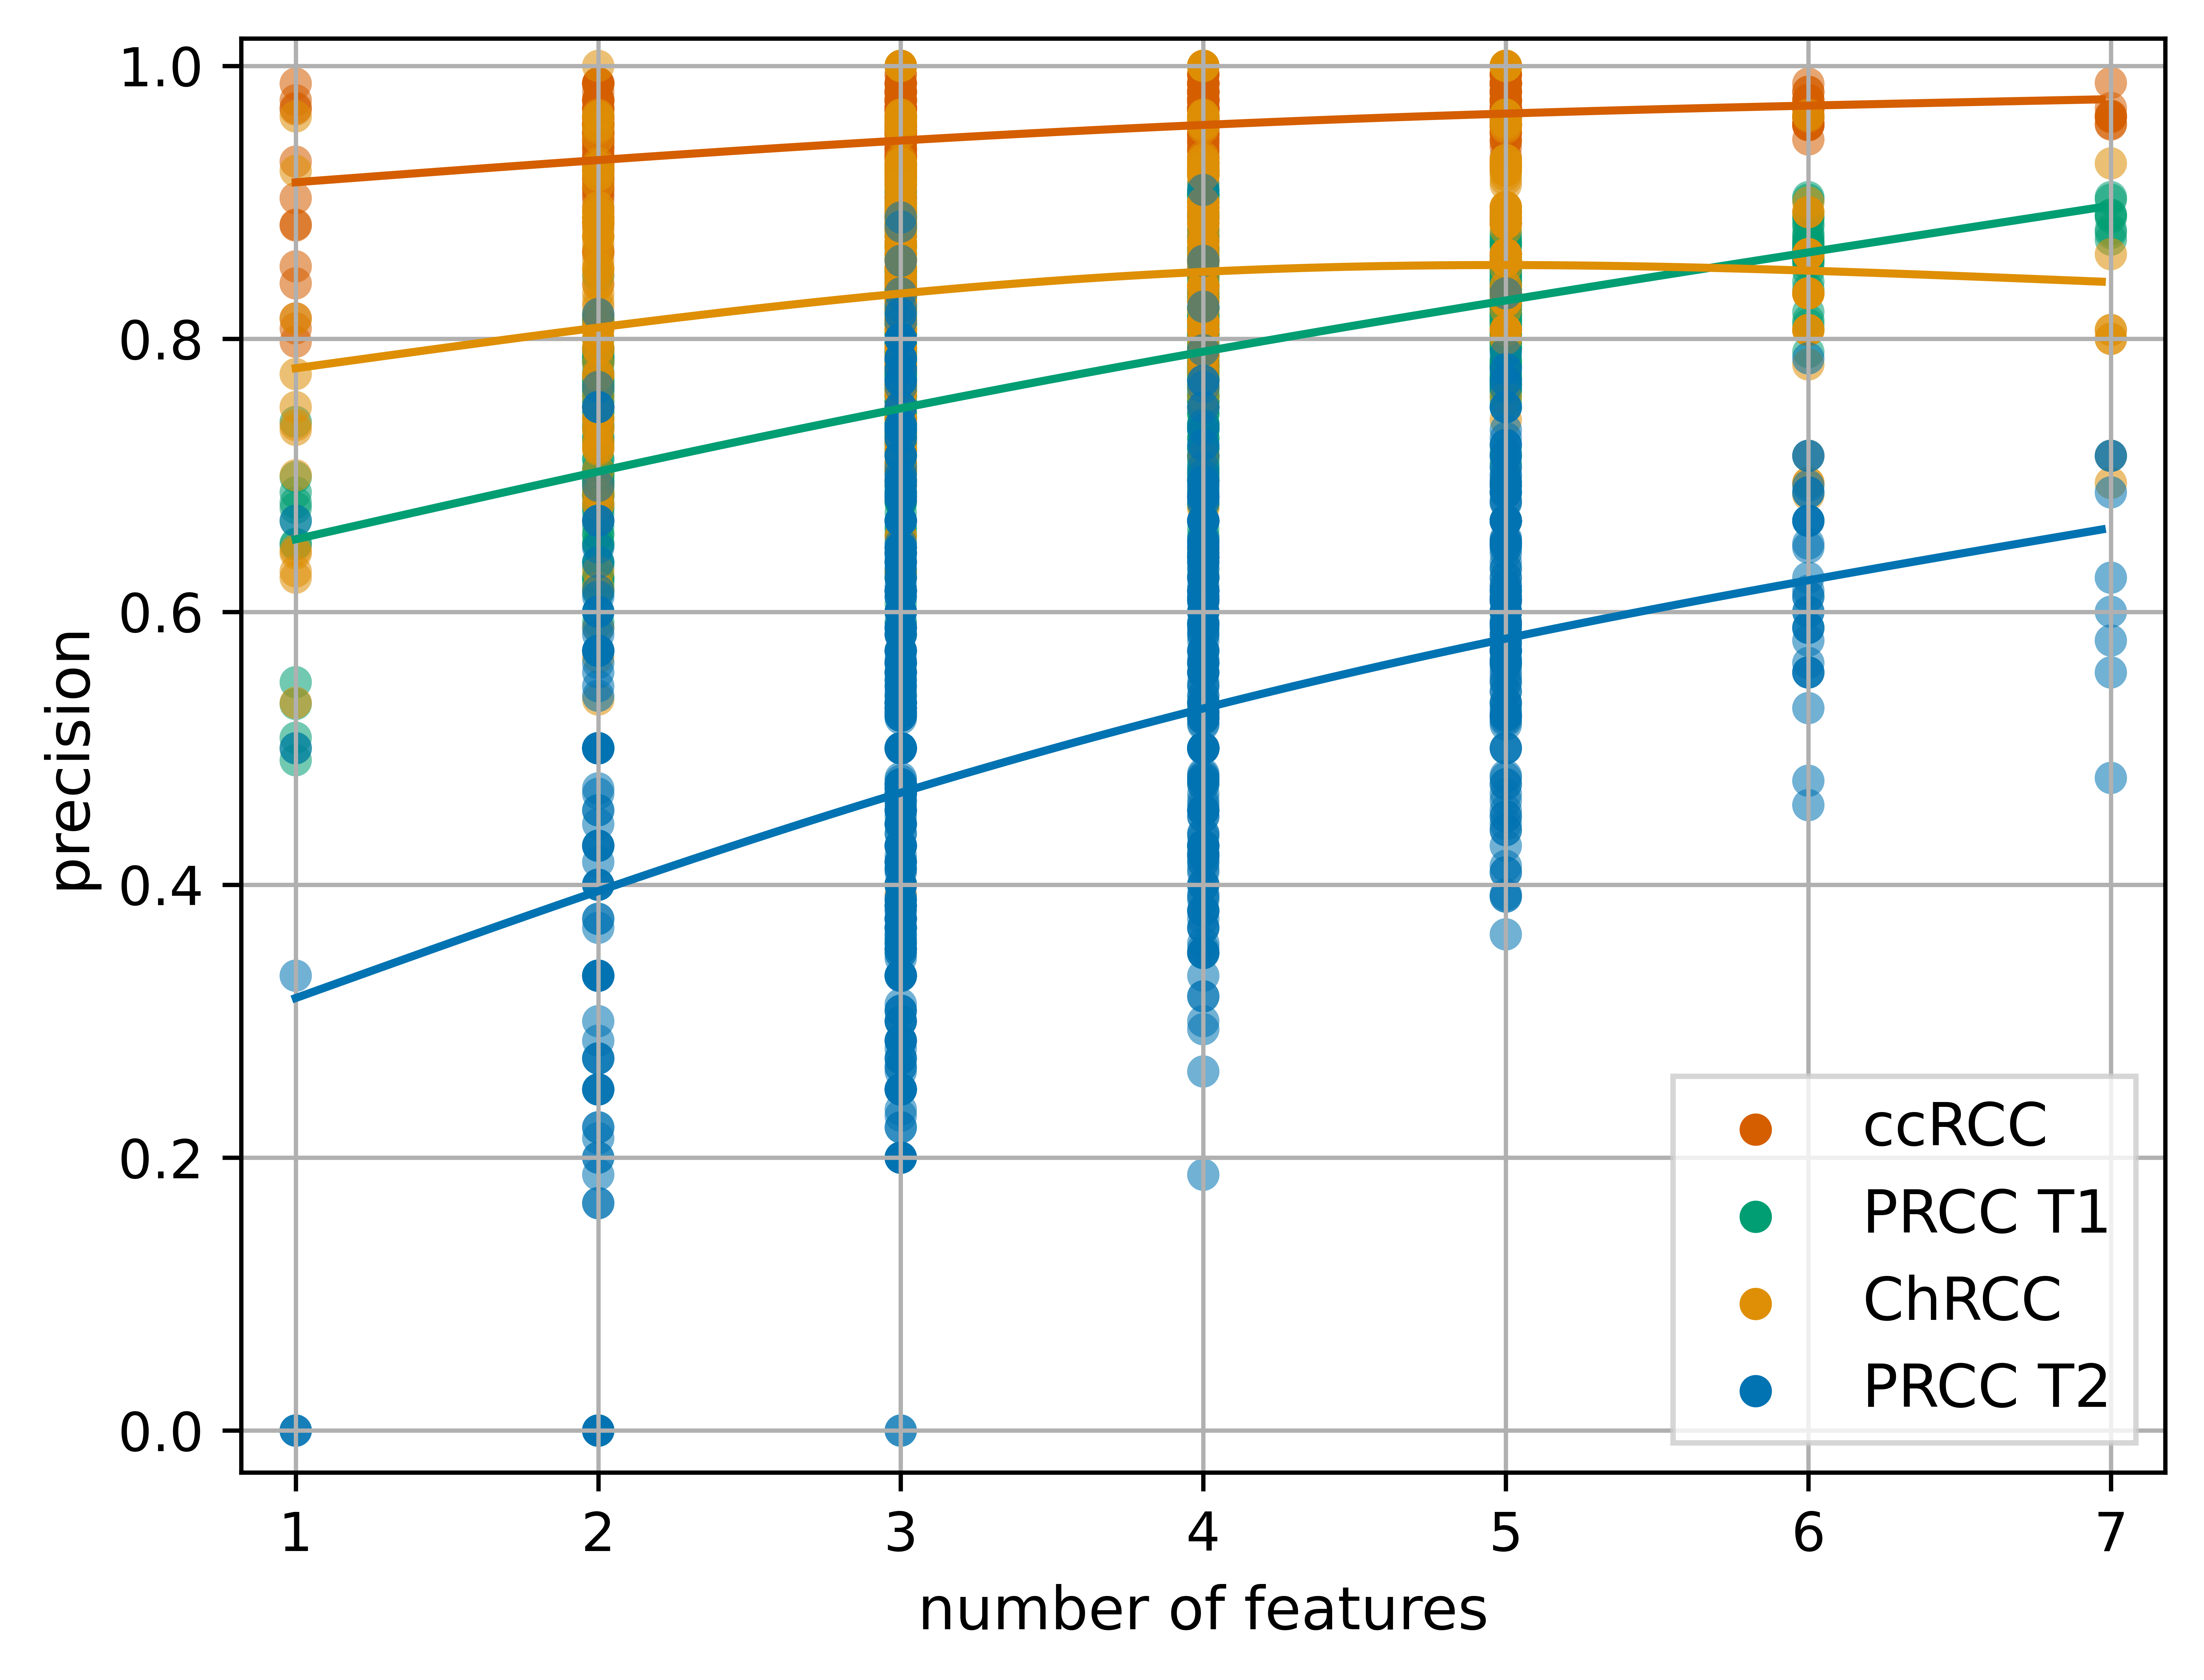 1.0
0.8
0.6
0.4
0.2
0.0
precision
1 2 3 4 5 6 7
number of features
ccRCC
PRCC T1
ChRCC
PRCC T2